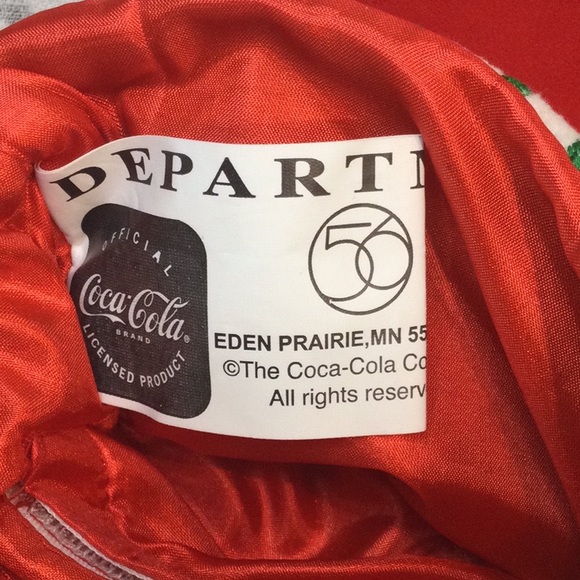 DEPARTM
56
OFFICIAL
Coca-Cola®
BRAND
LICENSED PRODUCT
EDEN PRAIRIE,MN 55
©The Coca-Cola Co
All rights reserv